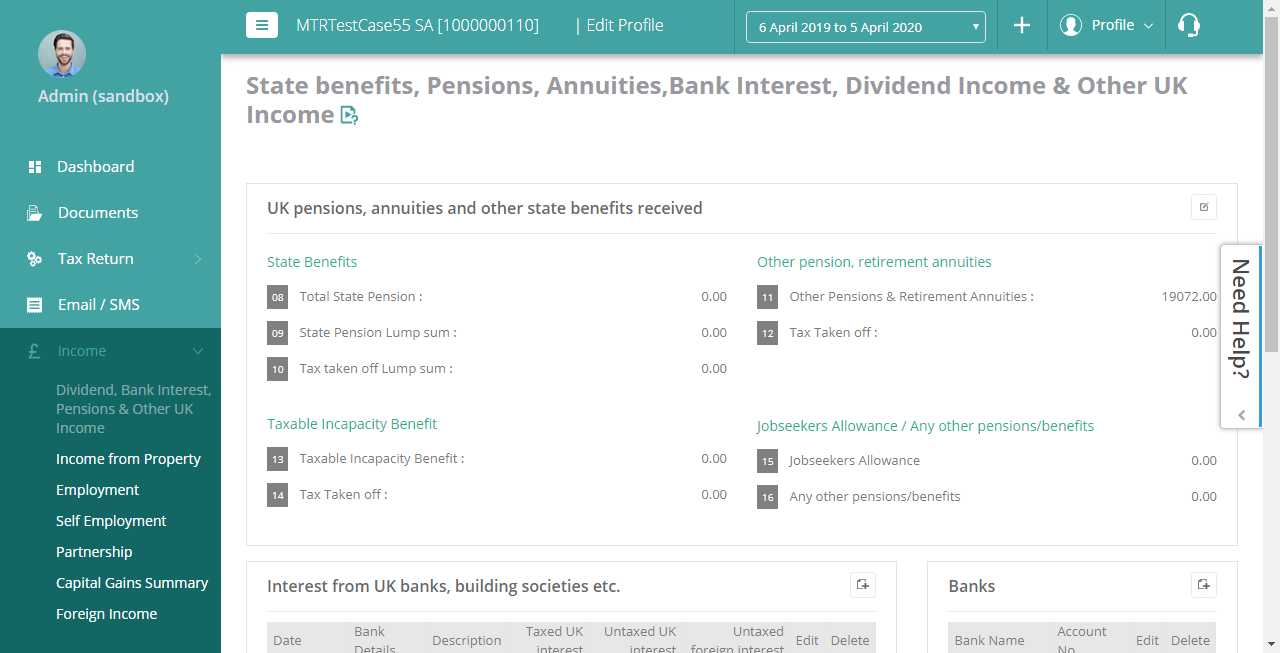 MTRTestCase55 SA [1000000110] | Edit Profile
6 April 2019 to 5 April 2020
Profile
Admin (sandbox)
Dashboard
Documents
Tax Return
Email / SMS
Income
Dividend, Bank Interest,
Pensions & Other UK
Income
Income from Property
Employment
Self Employment
Partnership
Capital Gains Summary
Foreign Income
State benefits, Pensions, Annuities,Bank Interest, Dividend Income & Other UK
Income
UK pensions, annuities and other state benefits received
State Benefits
08 Total State Pension : 0.00
09 State Pension Lump sum : 0.00
10 Tax taken off Lump sum : 0.00
Other pension, retirement annuities
11 Other Pensions & Retirement Annuities : 19072.00
12 Tax Taken off : 0.00
Taxable Incapacity Benefit
13 Taxable Incapacity Benefit : 0.00
14 Tax Taken off : 0.00
Jobseekers Allowance / Any other pensions/benefits
15 Jobseekers Allowance 0.00
16 Any other pensions/benefits 0.00
Need Help?
Interest from UK banks, building societies etc.
Date
Bank
Details
Description
Taxed UK
interest
Untaxed UK
interest
Untaxed
foreign interest
Edit
Delete
Banks
Bank Name
Account
No
Edit
Delete